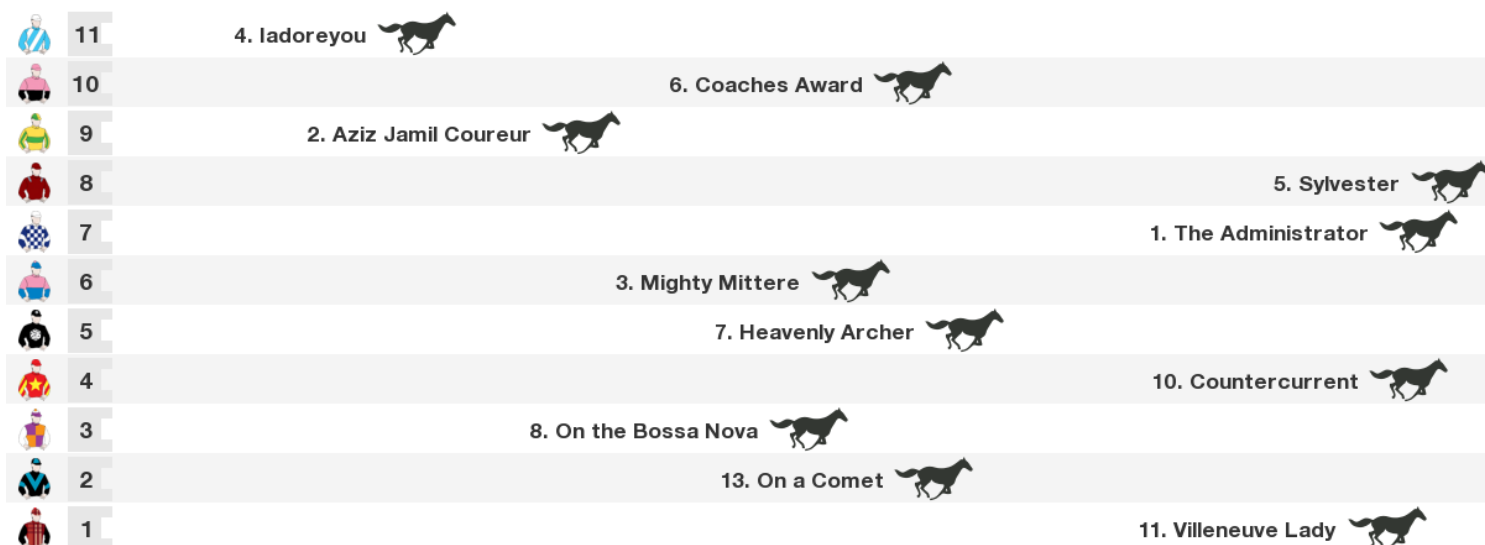 11 4. Iadoreyou
10 6. Coaches Award
9 2. Aziz Jamil Coureur
8 5. Sylvester
7 1. The Administrator
6 3. Mighty Mittere
5 7. Heavenly Archer
4 10. Countercurrent
3 8. On the Bossa Nova
2 13. On a Comet
1 11. Villeneuve Lady